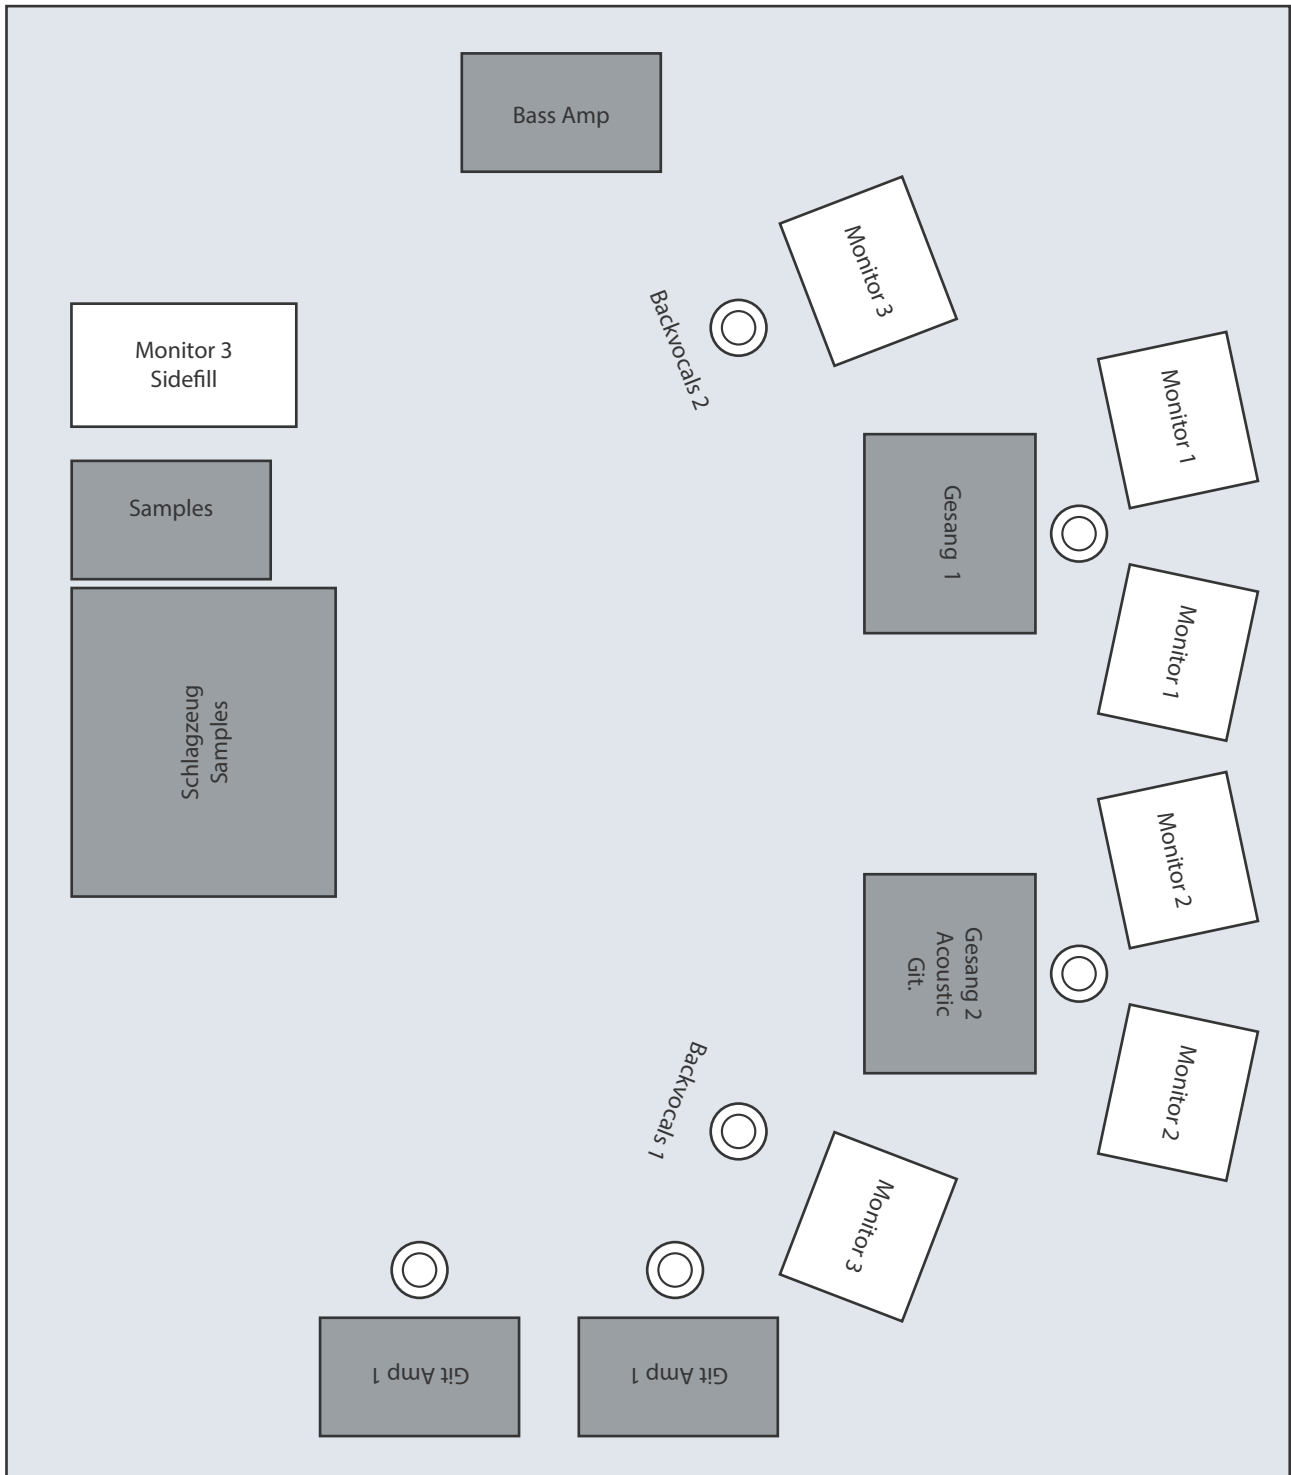 Bass Amp
Monitor 3
Backvocals 2
Monitor 3
Sidefill
Monitor 1
Samples
Gesang 1
Monitor 1
Schlagzeug
Samples
Monitor 2
Gesang 2
Acoustic
Git.
Monitor 2
Backvocals 1
Monitor 3
Git Amp 1
Git Amp 1